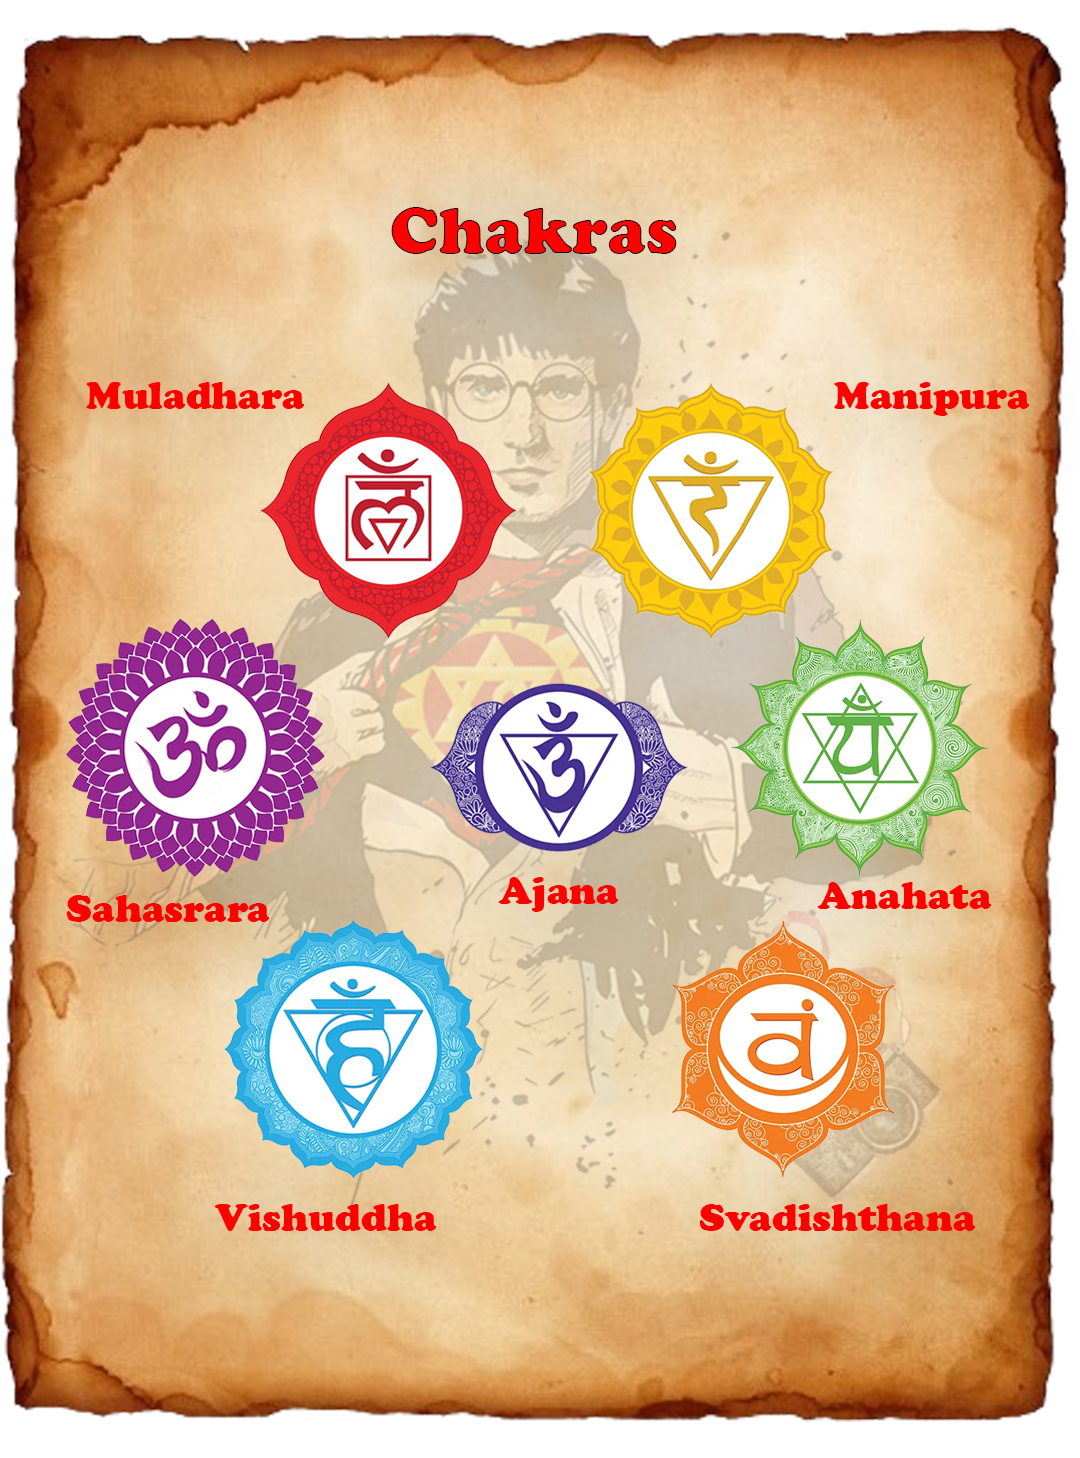 Chakras
Muladhara
Manipura
लं
रं
ॐ
ॐ
यं
Sahasrara
Ajana
Anahata
हं
वं
Vishuddha
Svadishthana